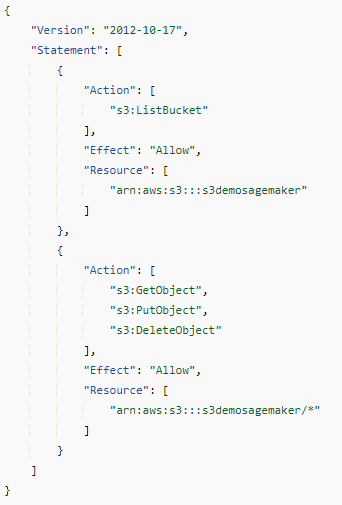 {
    "Version": "2012-10-17",
    "Statement": [
        {
            "Action": [
                "s3:ListBucket"
            ],
            "Effect": "Allow",
            "Resource": [
                "arn:aws:s3:::s3demosagemaker"
            ]
        },
        {
            "Action": [
                "s3:GetObject",
                "s3:PutObject",
                "s3:DeleteObject"
            ],
            "Effect": "Allow",
            "Resource": [
                "arn:aws:s3:::s3demosagemaker/*"
            ]
        }
    ]
}